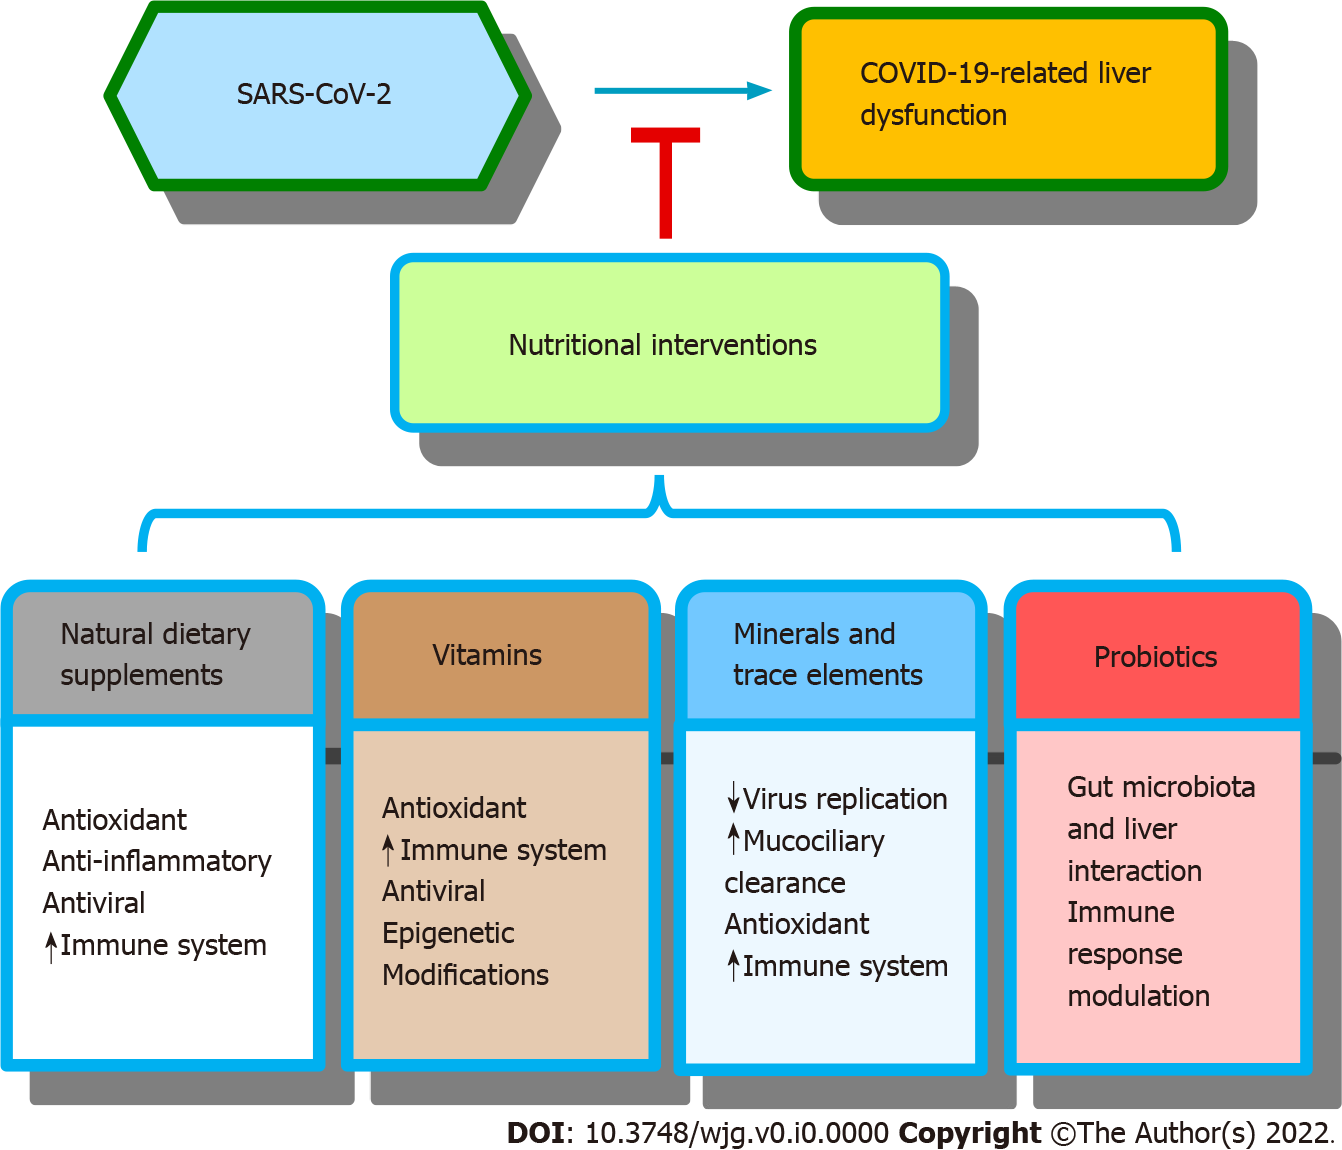 SARS-CoV-2
COVID-19-related liver
dysfunction
Nutritional interventions
Natural dietary
supplements
Antioxidant
Anti-inflammatory
Antiviral
↑Immune system
Vitamins
Antioxidant
↑Immune system
Antiviral
Epigenetic
Modifications
Minerals and
trace elements
↓Virus replication
↑Mucociliary
clearance
Antioxidant
↑Immune system
Probiotics
Gut microbiota
and liver
interaction
Immune
response
modulation
DOI: 10.3748/wjg.v0.i0.0000 Copyright ©The Author(s) 2022.